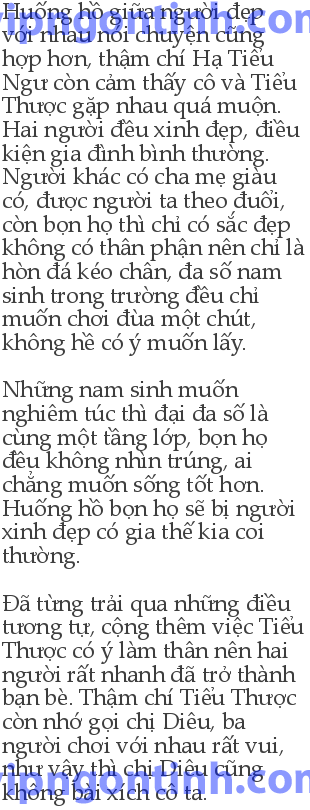 Huống hồ giữa người đẹp
với nhau nói chuyện cũng
hợp hơn, thậm chí Hạ Tiểu
Ngư còn cảm thấy cô và Tiểu
Thược gặp nhau quá muộn.
Hai người đều xinh đẹp, điều
kiện gia đình bình thường.
Người khác có cha mẹ giàu
có, được người ta theo đuổi,
còn bọn họ thì chỉ có sắc đẹp
không có thân phận nên chỉ là
hòn đá kéo chân, đa số nam
sinh trong trường đều chỉ
muốn chơi đùa một chút,
không hề có ý muốn lấy.
Những nam sinh muốn
nghiêm túc thì đại đa số là
cùng một tầng lớp, bọn họ
đều không nhìn trúng, ai
chẳng muốn sống tốt hơn.
Huống hồ bọn họ sẽ bị người
xinh đẹp có gia thế kia coi
thường.
Đã từng trải qua những điều
tương tự, cộng thêm việc Tiểu
Thược có ý làm thân nên hai
người rất nhanh đã trở thành
bạn bè. Thậm chí Tiểu Thược
còn nhớ gọi chị Diêu, ba
người chơi với nhau rất vui,
như vậy thì chị Diêu cũng
không bài xích cô ta.
vipngontinh.com
vipngontinh.com